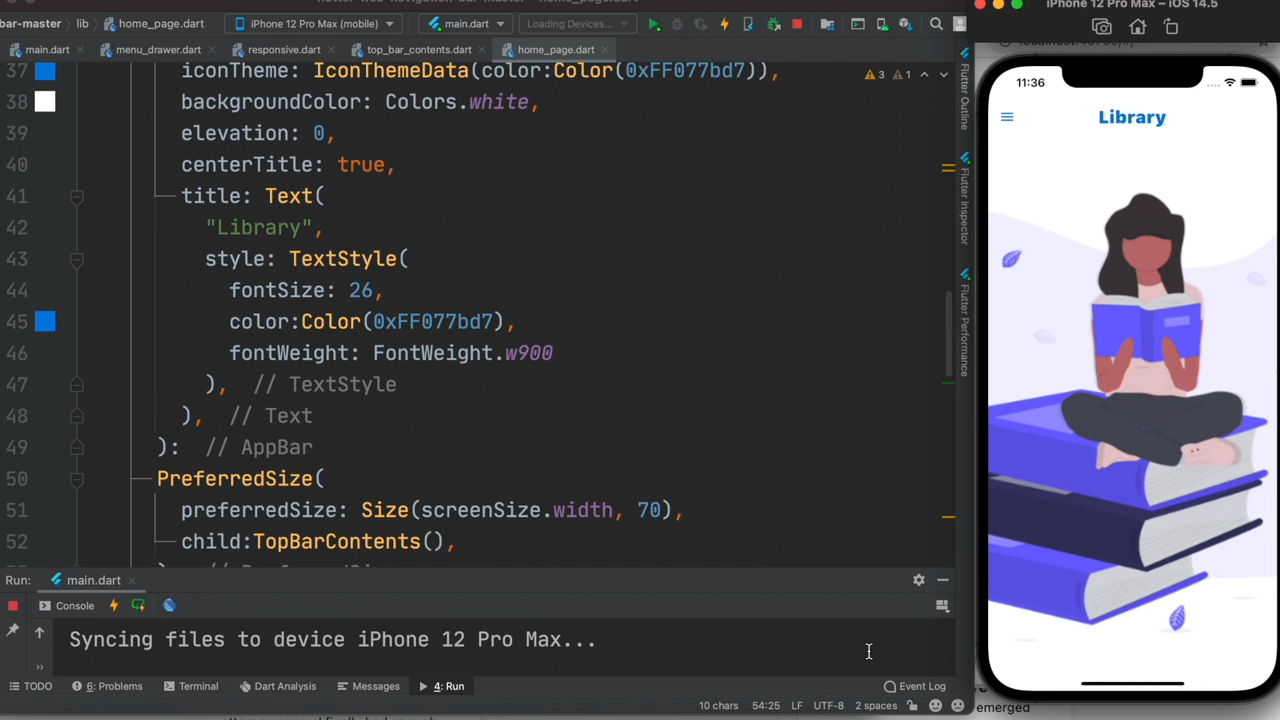 iPhone 12 Pro Max – iOS 14.5
bar-master
lib
home_page.dart
iPhone 12 Pro Max (mobile)
main.dart
Loading Devices...
main.dart
menu_drawer.dart
responsive.dart
top_bar_contents.dart
home_page.dart
37 iconTheme: IconThemeData(color:Color(0xFF077bd7)),
3 1
38 backgroundColor: Colors.white,
39 elevation: 0,
40 centerTitle: true,
41 title: Text(
42 "Library",
43 style: TextStyle(
44 fontSize: 26,
45 color:Color(0xFF077bd7),
46 fontWeight: FontWeight.w900
47 ), // TextStyle
48 ), // Text
49 ): // AppBar
50 PreferredSize(
51 preferredSize: Size(screenSize.width, 70),
52 child:TopBarContents(),
Flutter Outline
Flutter Inspector
Flutter Performance
11:36
Library
Run:
main.dart
Console
Syncing files to device iPhone 12 Pro Max...
TODO
6: Problems
Terminal
Dart Analysis
Messages
4: Run
Event Log
10 chars 54:25 LF UTF-8 2 spaces
emerged